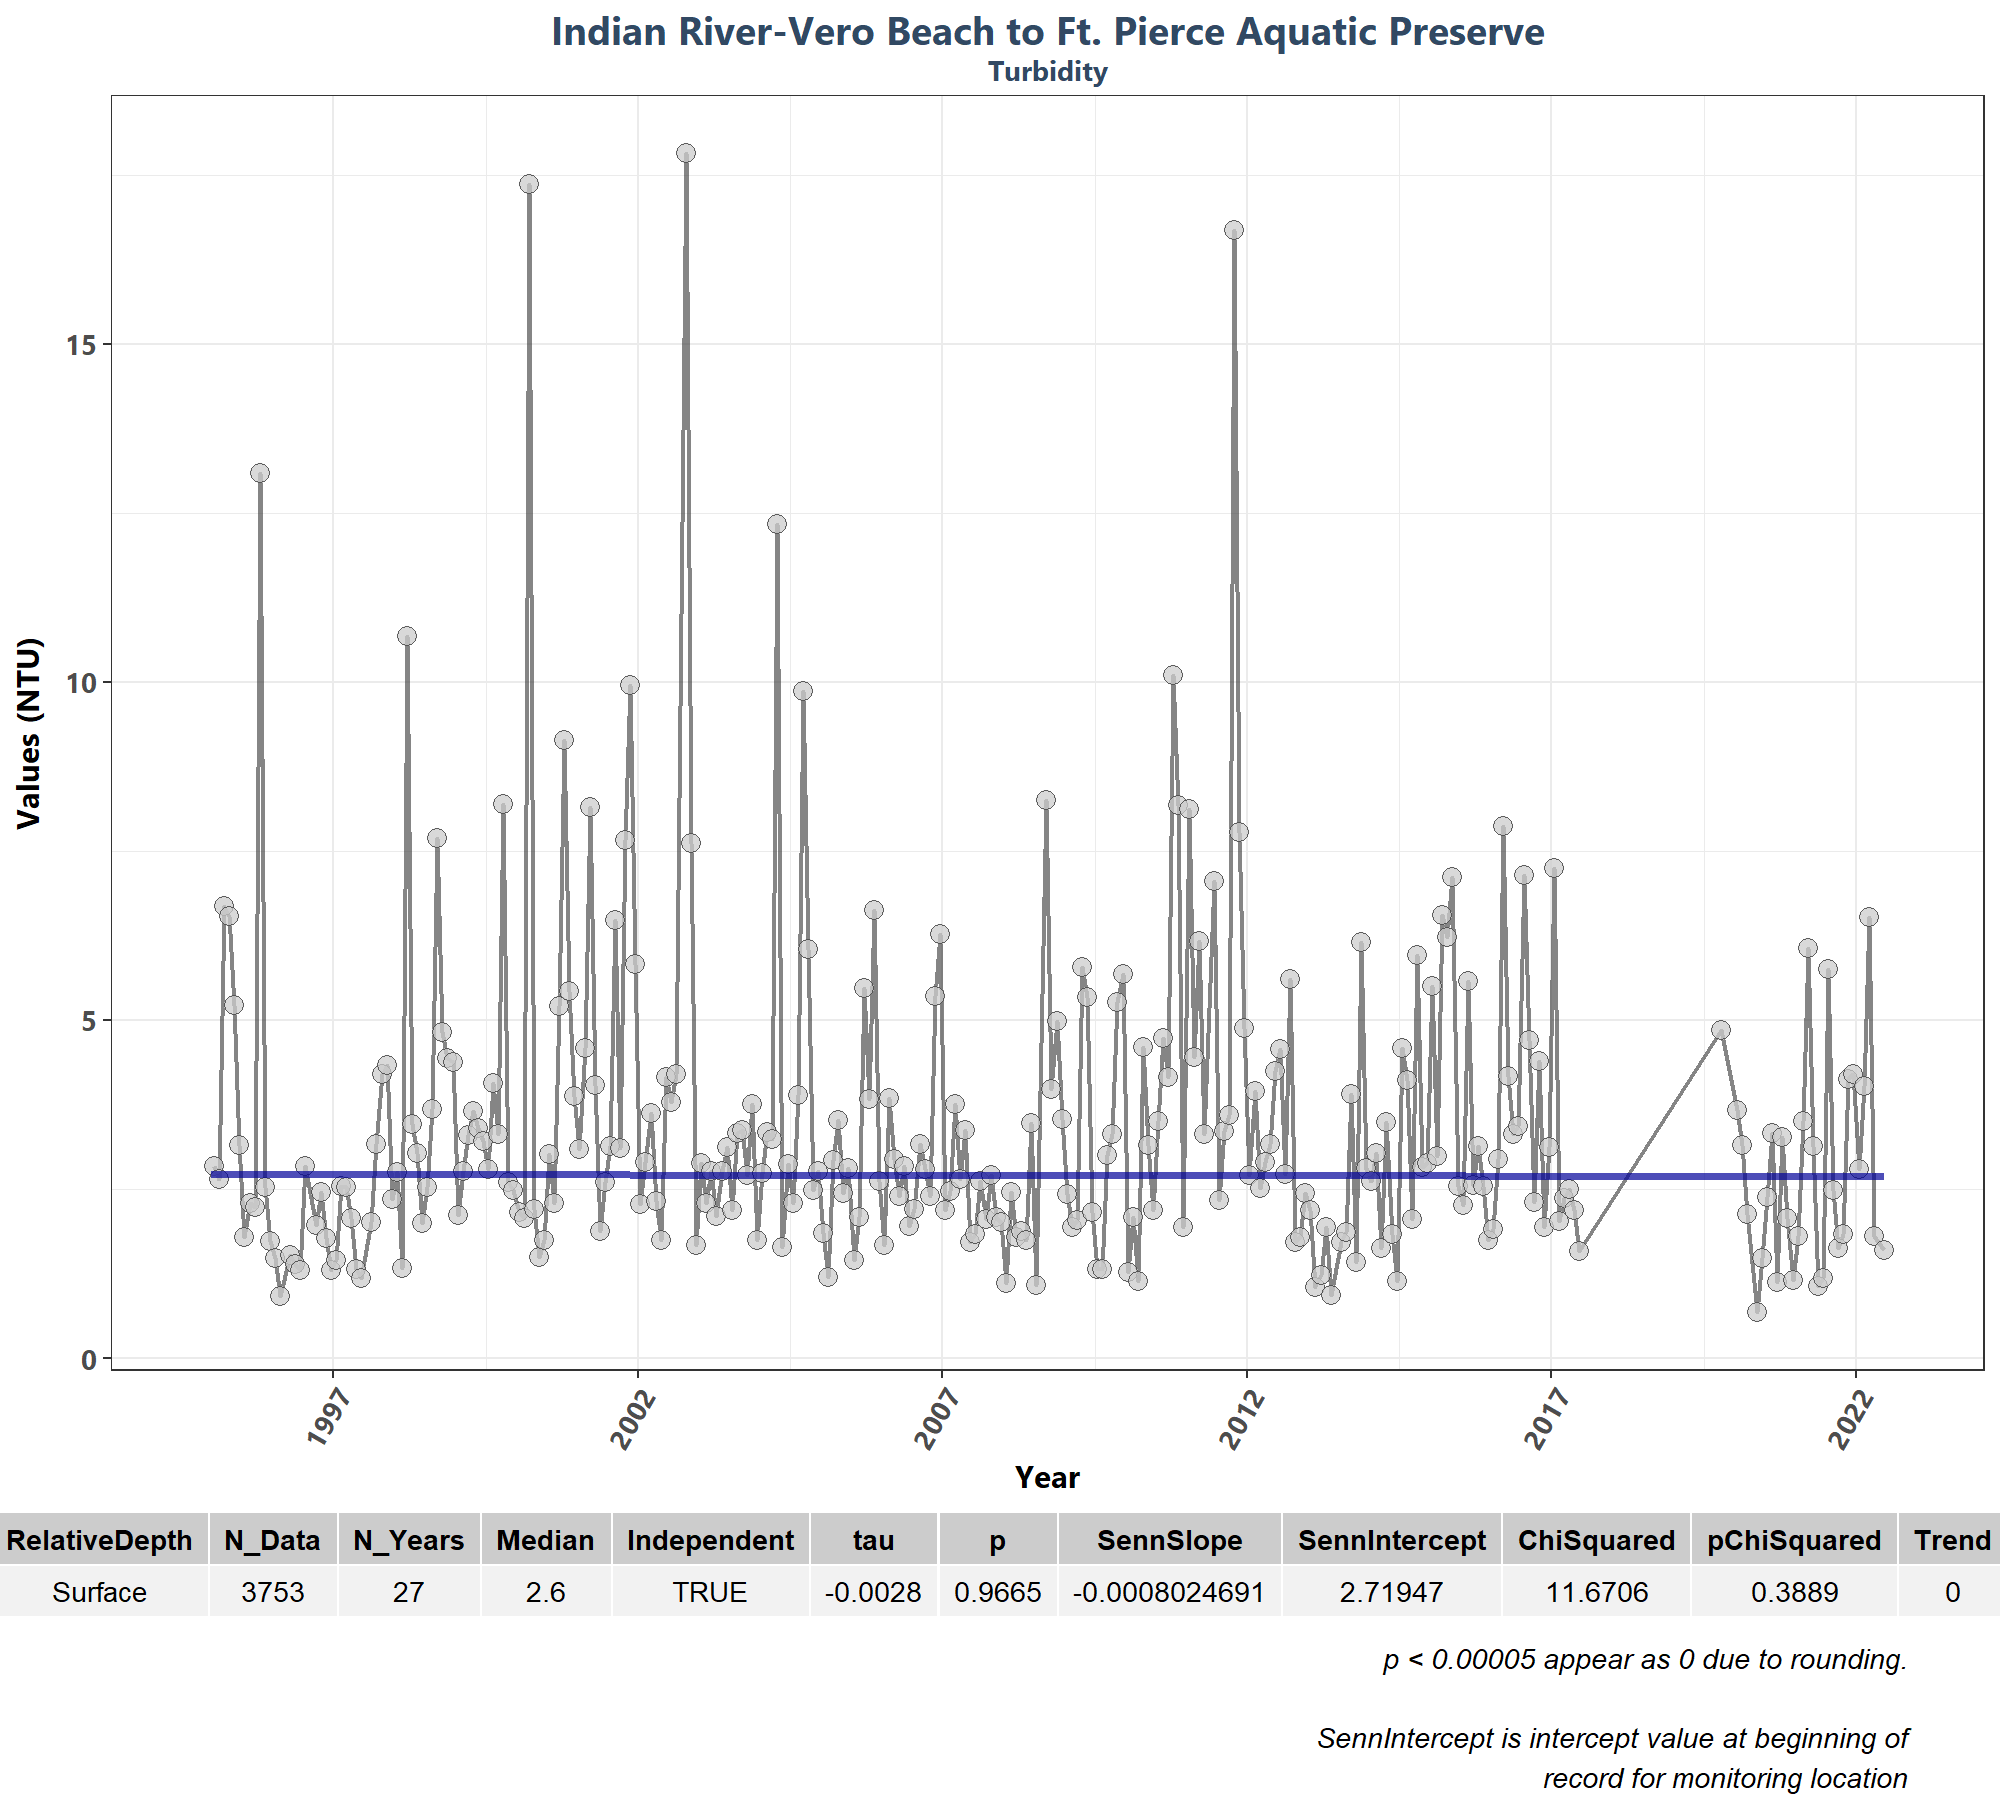 Indian River-Vero Beach to Ft. Pierce Aquatic Preserve
Turbidity
Values (NTU)
15
10
5
0
1997 2002 2007 2012 2017 2022
Year
RelativeDepth N_Data N_Years Median Independent tau p SennSlope SennIntercept ChiSquared pChiSquared Trend
Surface 3753 27 2.6 TRUE -0.0028 0.9665 -0.0008024691 2.71947 11.6706 0.3889 0
p < 0.00005 appear as 0 due to rounding.
SennIntercept is intercept value at beginning of
record for monitoring location